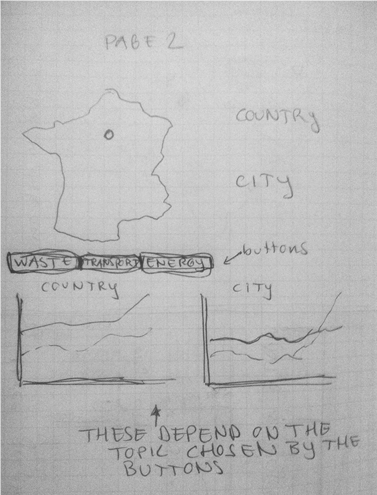 PAGE 2
COUNTRY
CITY
WASTE TRANSPORT ENERGY
buttons
COUNTRY
CITY
THESE DEPEND ON THE
TOPIC CHOSEN BY THE
BUTTONS